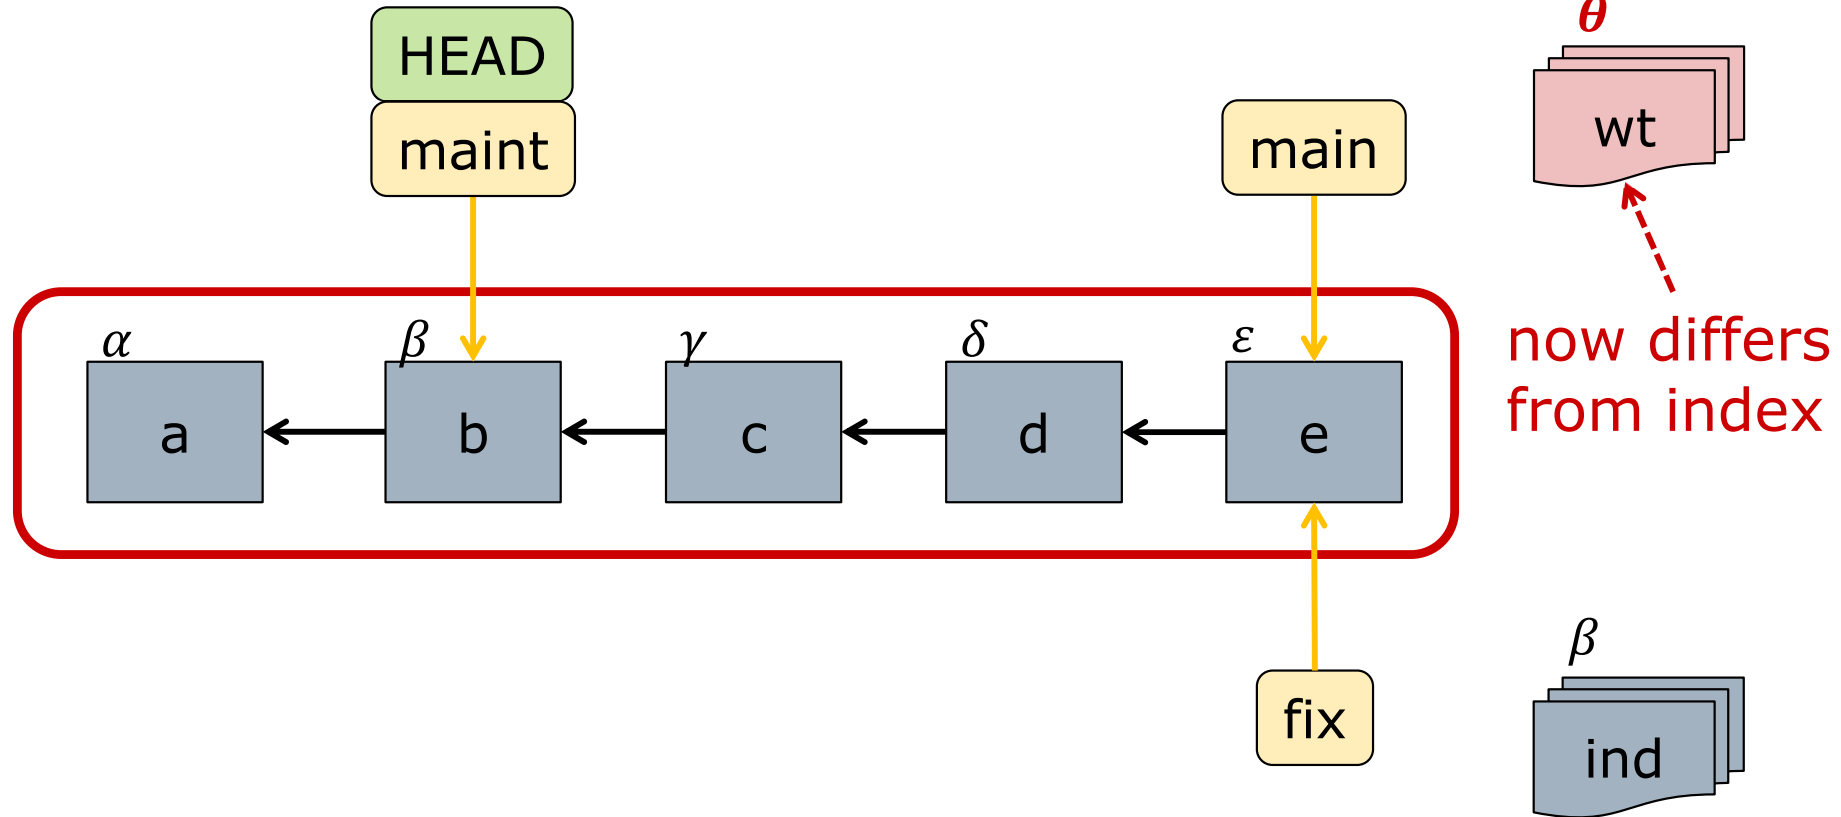 HEAD
maint
main
θ
wt
α
β
γ
δ
ε
a
b
c
d
e
now differs
from index
fix
β
ind